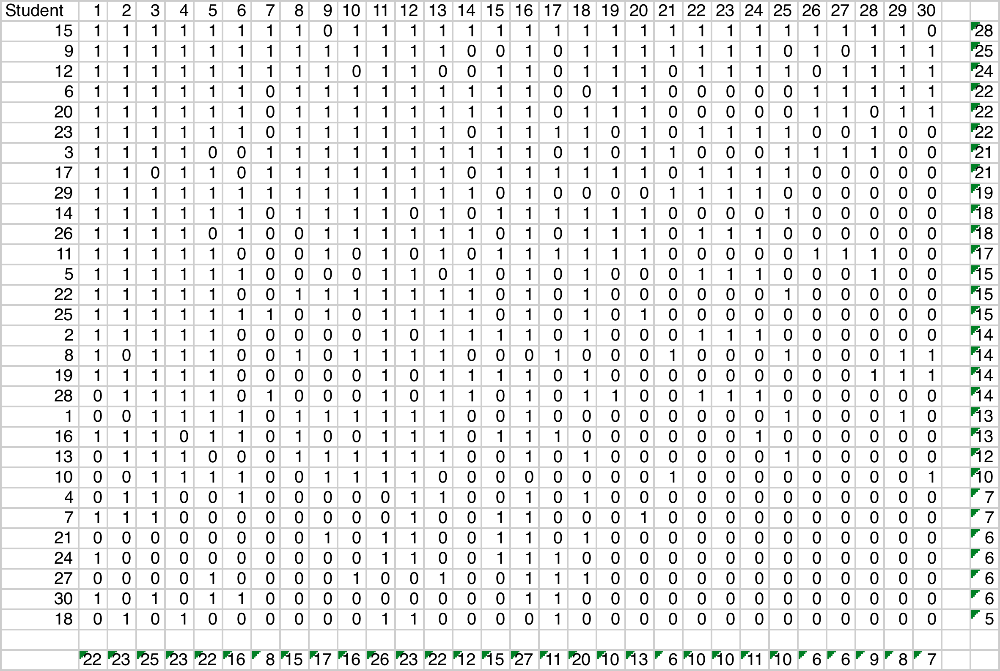 Student 1 2 3 4 5 6 7 8 9 10 11 12 13 14 15 16 17 18 19 20 21 22 23 24 25 26 27 28 29 30
15 1 1 1 1 1 1 1 1 0 1 1 1 1 1 1 1 1 1 1 1 1 1 1 1 1 1 1 1 1 0 28
9 1 1 1 1 1 1 1 1 1 1 1 1 1 0 0 1 0 1 1 1 1 1 1 1 0 1 0 1 1 1 25
12 1 1 1 1 1 1 1 1 1 0 1 1 0 0 1 1 0 1 1 1 0 1 1 1 1 0 1 1 1 1 24
6 1 1 1 1 1 1 0 1 1 1 1 1 1 1 1 1 0 0 1 1 0 0 0 0 0 1 1 1 1 1 22
20 1 1 1 1 1 1 0 1 1 1 1 1 1 1 1 1 0 1 1 1 0 0 0 0 0 1 1 0 1 1 22
23 1 1 1 1 1 1 0 1 1 1 1 1 1 0 1 1 1 1 0 1 0 1 1 1 1 0 0 1 0 0 22
3 1 1 1 1 0 0 1 1 1 1 1 1 1 1 1 1 0 1 0 1 1 0 0 0 1 1 1 1 0 0 21
17 1 1 0 1 1 0 1 1 1 1 1 1 1 0 1 1 1 1 1 1 0 1 1 1 1 0 0 0 0 0 21
29 1 1 1 1 1 1 1 1 1 1 1 1 1 1 0 1 0 0 0 0 1 1 1 1 0 0 0 0 0 0 19
14 1 1 1 1 1 1 0 1 1 1 1 0 1 0 1 1 1 1 1 1 0 0 0 0 1 0 0 0 0 0 18
26 1 1 1 1 0 1 0 0 1 1 1 1 1 1 0 1 0 1 1 1 0 1 1 1 0 0 0 0 0 0 18
11 1 1 1 1 1 0 0 0 1 0 1 0 1 0 1 1 1 1 1 1 0 0 0 0 0 1 1 1 0 0 17
5 1 1 1 1 1 1 0 0 0 0 1 1 0 1 0 1 0 1 0 0 0 1 1 1 0 0 0 1 0 0 15
22 1 1 1 1 1 0 0 1 1 1 1 1 1 1 0 1 0 1 0 0 0 0 0 0 1 0 0 0 0 0 15
25 1 1 1 1 1 1 1 0 1 0 1 1 1 1 0 1 0 1 0 1 0 0 0 0 0 0 0 0 0 0 15
2 1 1 1 1 1 0 0 0 0 0 1 0 1 1 1 1 0 1 0 0 0 1 1 1 0 0 0 0 0 0 14
8 1 0 1 1 1 0 0 1 0 1 1 1 1 0 0 0 1 0 0 0 1 0 0 0 1 0 0 0 1 1 14
19 1 1 1 1 1 0 0 0 0 0 1 0 1 1 1 1 0 1 0 0 0 0 0 0 0 0 0 1 1 1 14
28 0 1 1 1 1 0 1 0 0 0 1 0 1 1 0 1 0 1 1 0 0 1 1 1 0 0 0 0 0 0 14
1 0 0 1 1 1 1 0 1 1 1 1 1 1 0 0 1 0 0 0 0 0 0 0 0 1 0 0 0 1 0 13
16 1 1 1 0 1 1 0 1 0 0 1 1 1 0 1 1 1 0 0 0 0 0 0 1 0 0 0 0 0 0 13
13 0 1 1 1 0 0 0 1 1 1 1 1 1 0 0 1 0 1 0 0 0 0 0 0 1 0 0 0 0 0 12
10 0 0 1 1 1 1 0 0 1 1 1 1 0 0 0 0 0 0 0 0 1 0 0 0 0 0 0 0 0 1 10
4 0 1 1 0 0 1 0 0 0 0 0 1 1 0 0 1 0 1 0 0 0 0 0 0 0 0 0 0 0 0 7
7 1 1 1 0 0 0 0 0 0 0 0 1 0 0 1 1 0 0 0 1 0 0 0 0 0 0 0 0 0 0 7
21 0 0 0 0 0 0 0 0 1 0 1 1 0 0 1 1 0 1 0 0 0 0 0 0 0 0 0 0 0 0 6
24 1 0 0 0 0 0 0 0 0 0 1 1 0 0 1 1 1 0 0 0 0 0 0 0 0 0 0 0 0 0 6
27 0 0 0 0 1 0 0 0 0 1 0 0 1 0 0 1 1 1 0 0 0 0 0 0 0 0 0 0 0 0 6
30 1 0 1 0 1 1 0 0 0 0 0 0 0 0 0 1 1 0 0 0 0 0 0 0 0 0 0 0 0 0 6
18 0 1 0 1 0 0 0 0 0 0 1 1 0 0 0 0 1 0 0 0 0 0 0 0 0 0 0 0 0 0 5
22 23 25 23 22 16 8 15 17 16 26 23 22 12 15 27 11 20 10 13 6 10 10 11 10 6 6 9 8 7